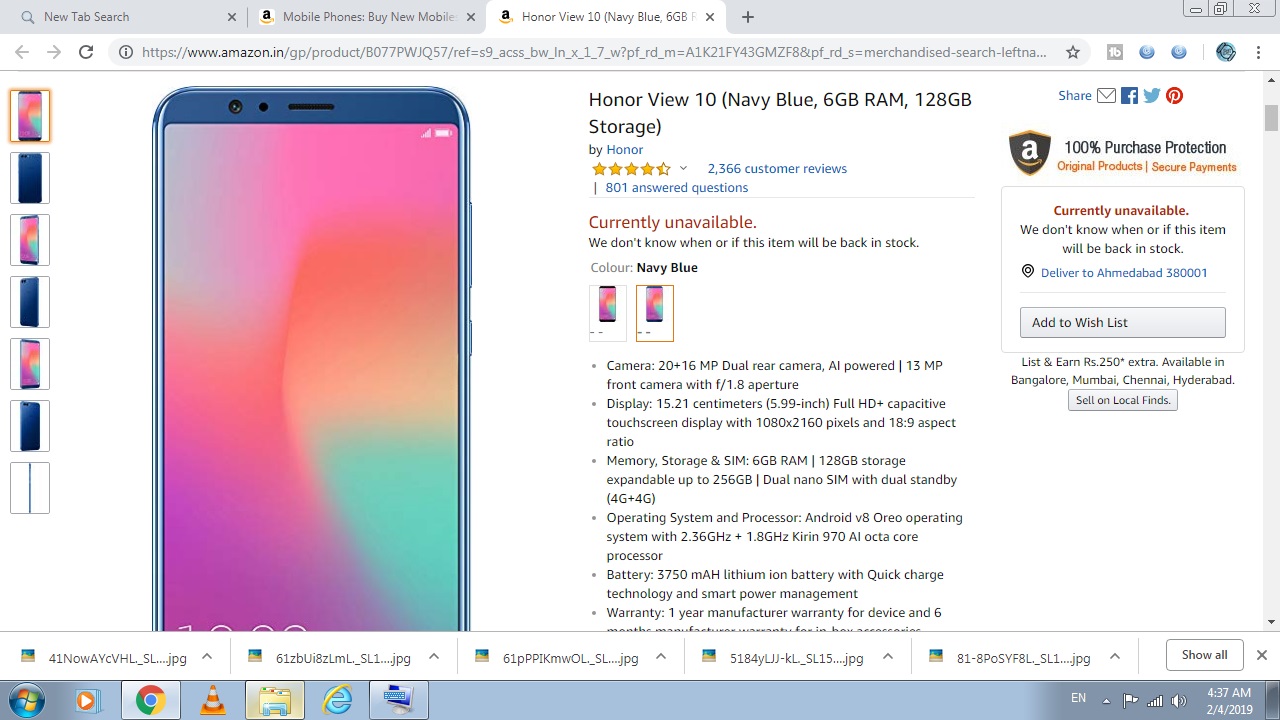 New Tab Search
Mobile Phones: Buy New Mobile
Honor View 10 (Navy Blue, 6GB R
https://www.amazon.in/gp/product/B077PWJQ57/ref=s9_acss_bw_ln_x_1_7_w?pf_rd_m=A1K21FY43GMZF8&pf_rd_s=merchandised-search-leftna...
Honor View 10 (Navy Blue, 6GB RAM, 128GB
Storage)
by Honor
2,366 customer reviews
| 801 answered questions
Currently unavailable.
We don't know when or if this item will be back in stock.
Colour: Navy Blue
Camera: 20+16 MP Dual rear camera, AI powered | 13 MP
front camera with f/1.8 aperture
Display: 15.21 centimeters (5.99-inch) Full HD+ capacitive
touchscreen display with 1080x2160 pixels and 18:9 aspect
ratio
Memory, Storage & SIM: 6GB RAM | 128GB storage
expandable up to 256GB | Dual nano SIM with dual standby
(4G+4G)
Operating System and Processor: Android v8 Oreo operating
system with 2.36GHz + 1.8GHz Kirin 970 AI octa core
processor
Battery: 3750 mAH lithium ion battery with Quick charge
technology and smart power management
Warranty: 1 year manufacturer warranty for device and 6
months manufacturer warranty for in-box accessories
Share
100% Purchase Protection
Original Products | Secure Payments
Currently unavailable.
We don't know when or if this item
will be back in stock.
Deliver to Ahmedabad 380001
Add to Wish List
List & Earn Rs.250* extra. Available in
Bangalore, Mumbai, Chennai, Hyderabad.
Sell on Local Finds.
41NowAYcVHL._SL....jpg
61zbUi8zLmL._SL1....jpg
61pPPIKmwOL._SL....jpg
5184yLJJ-kL._SL15....jpg
81-8PoSYF8L._SL1....jpg
Show all
EN
4:37 AM
2/4/2019